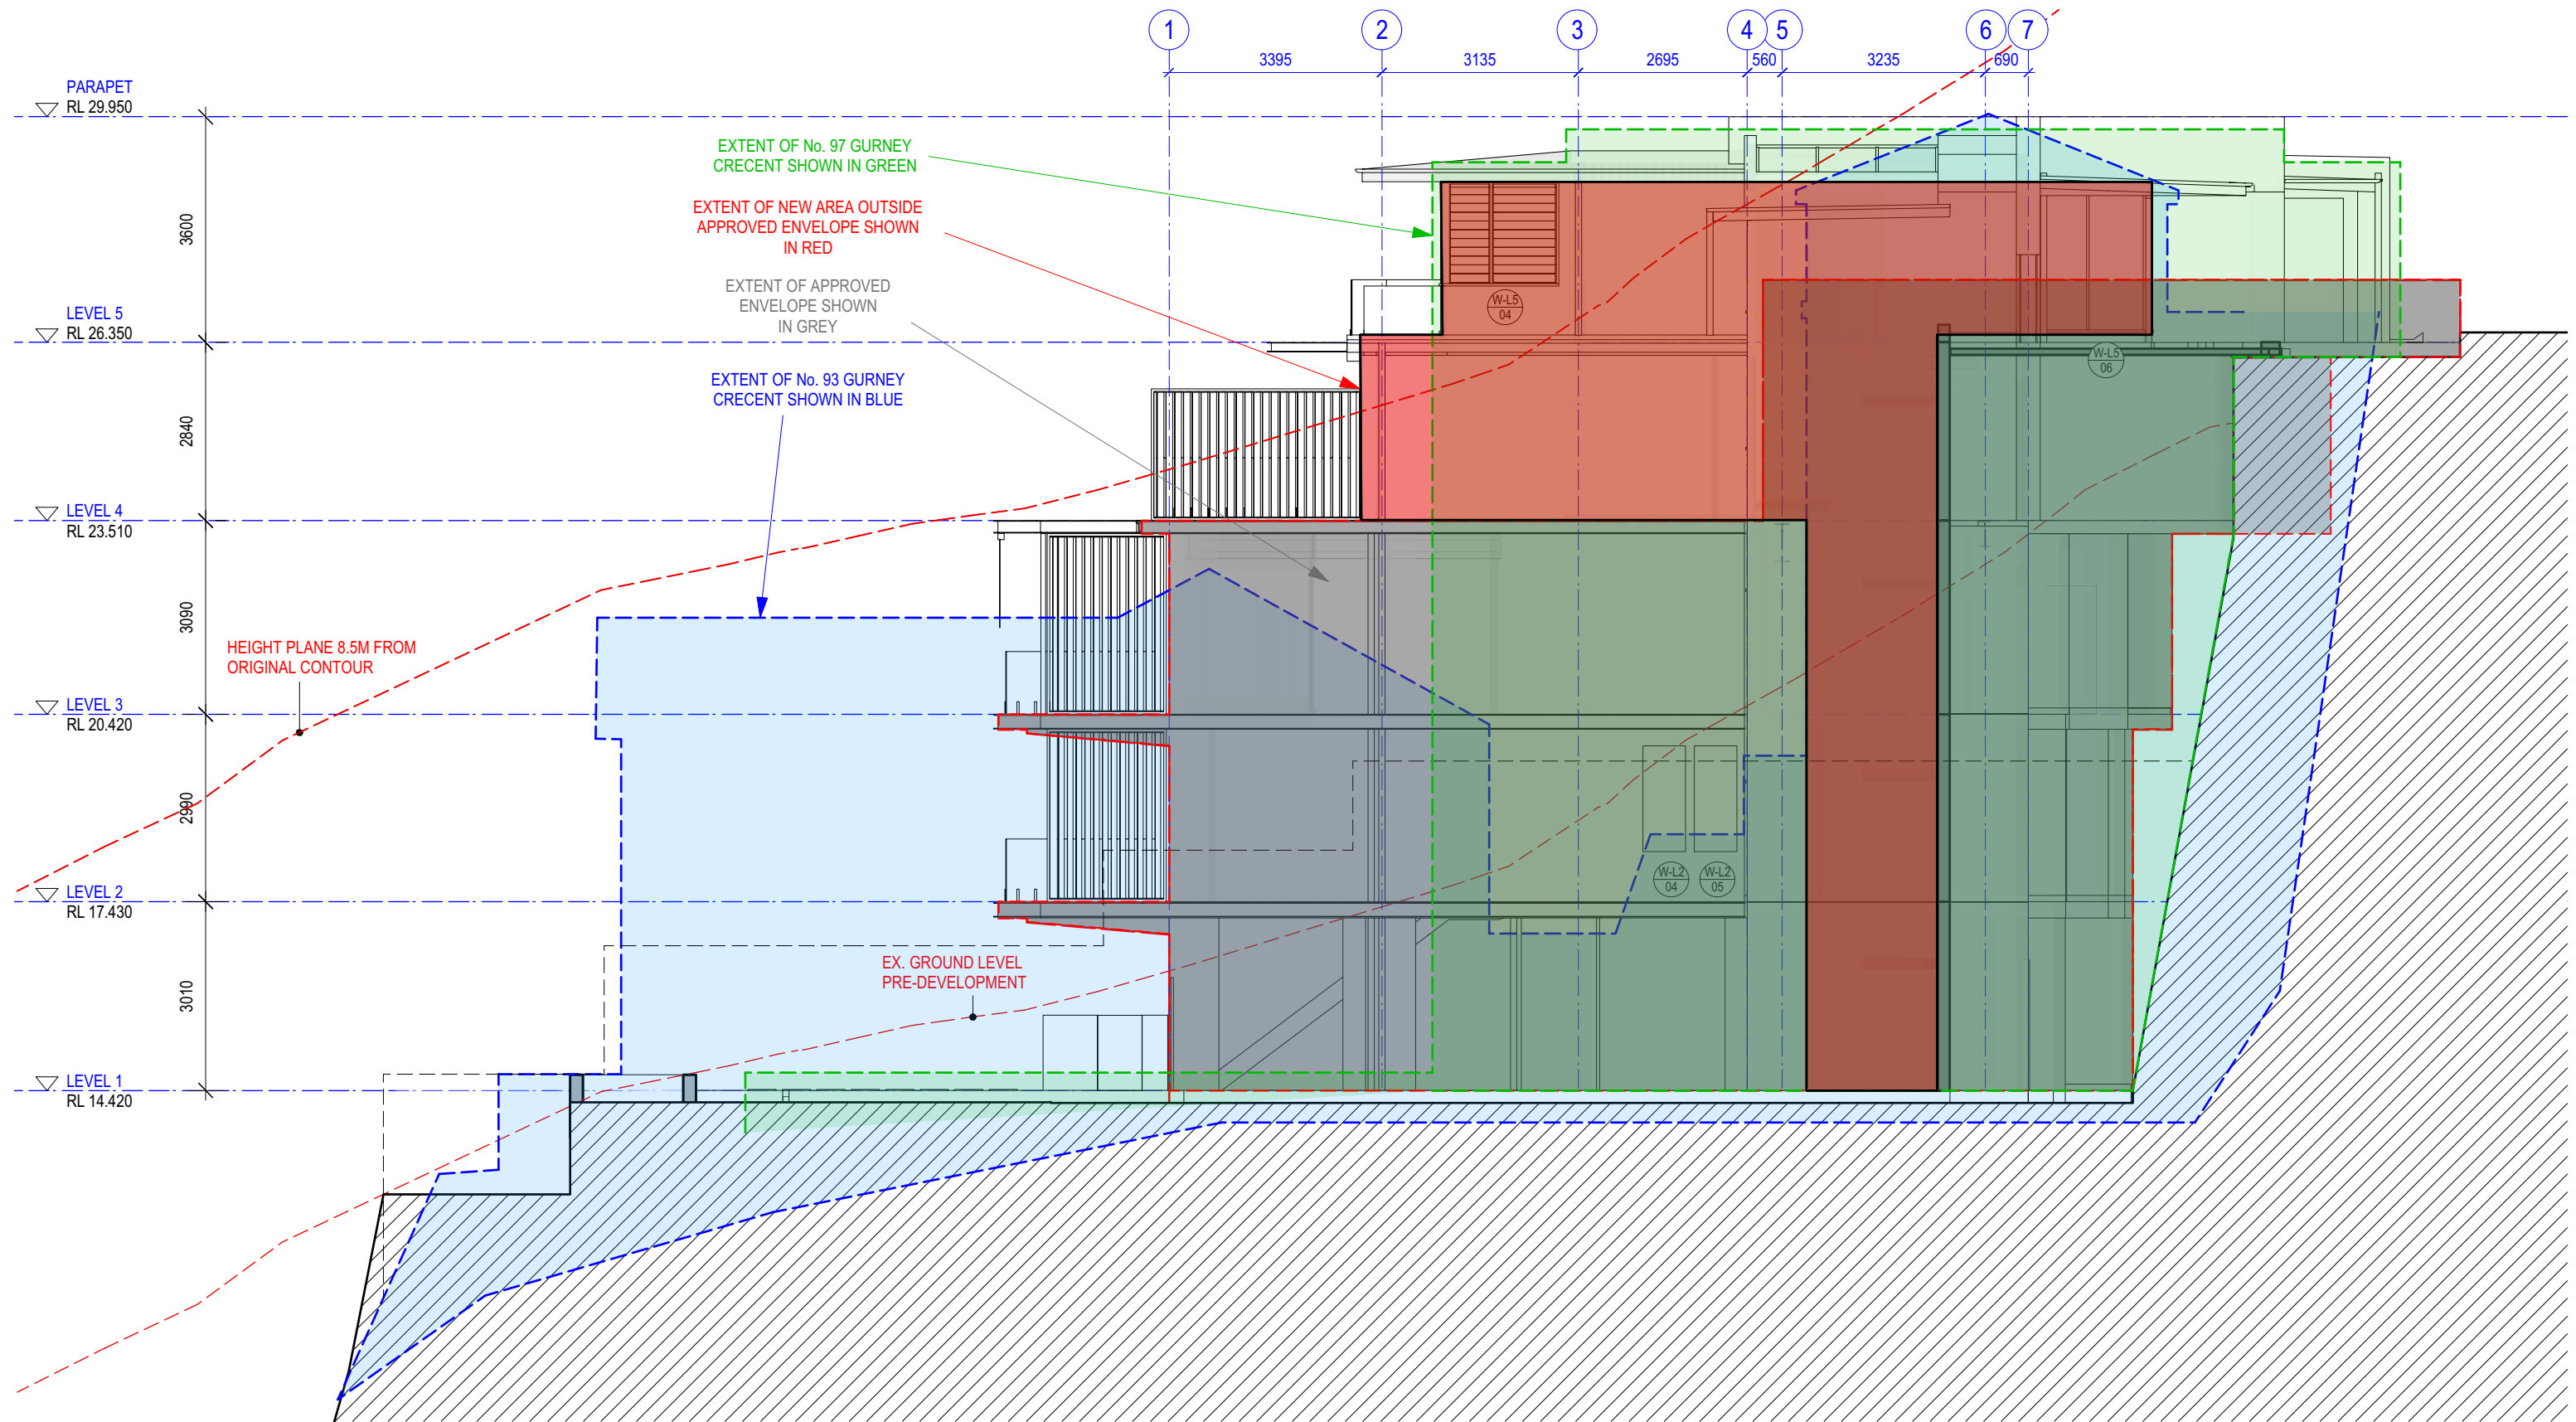 1 2 3 4 5 6 7
3395 3135 2695 560 3235 690
PARAPET
RL 29.950
EXTENT OF No. 97 GURNEY
CRECENT SHOWN IN GREEN
EXTENT OF NEW AREA OUTSIDE
APPROVED ENVELOPE SHOWN
IN RED
3600
EXTENT OF APPROVED
ENVELOPE SHOWN
IN GREY
W-L5
04
LEVEL 5
RL 26.350
W-L5
06
EXTENT OF No. 93 GURNEY
CRECENT SHOWN IN BLUE
2840
LEVEL 4
RL 23.510
3090
HEIGHT PLANE 8.5M FROM
ORIGINAL CONTOUR
LEVEL 3
RL 20.420
2990
W-L2
04
W-L2
05
LEVEL 2
RL 17.430
EX. GROUND LEVEL
PRE-DEVELOPMENT
3010
LEVEL 1
RL 14.420